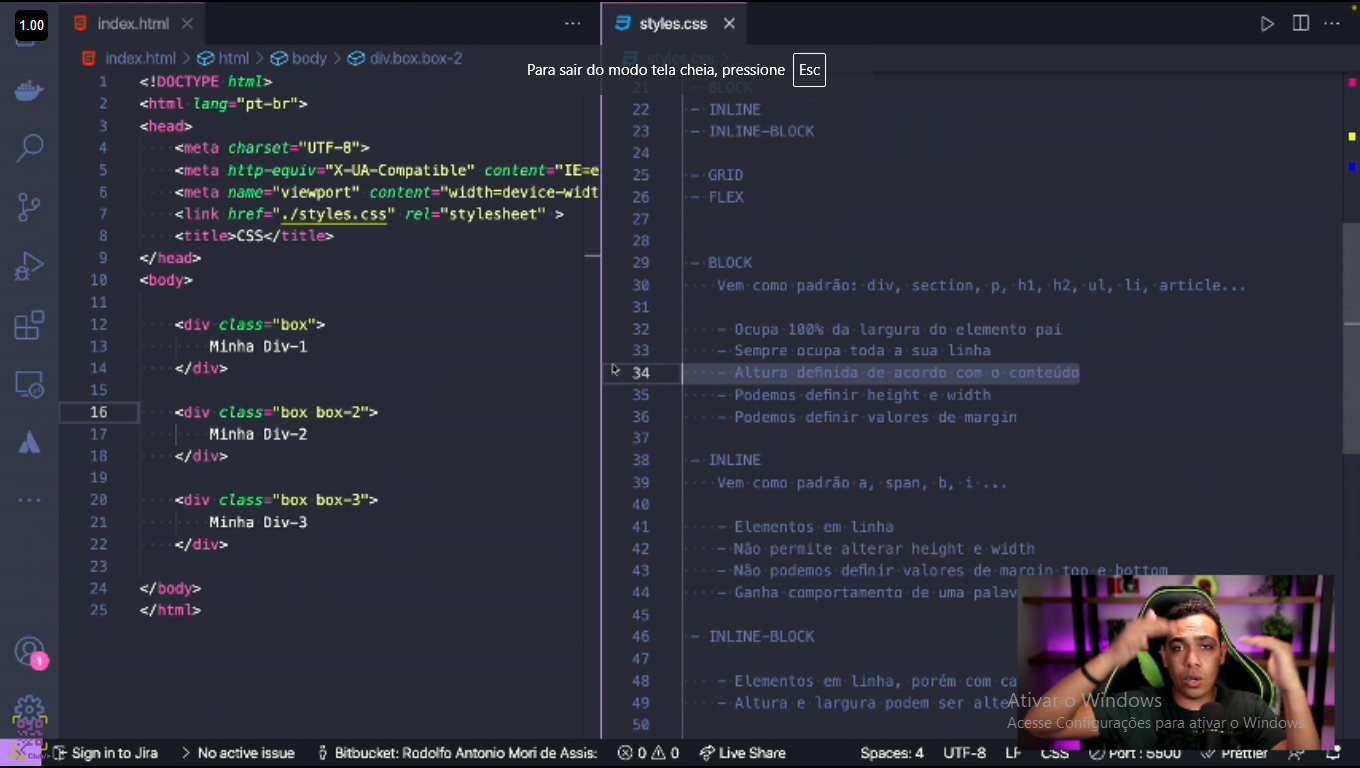 1.00
index.html
styles.css
index.html > html > body > div.box.box-2
styles.css
Para sair do modo tela cheia, pressione Esc
1 <!DOCTYPE html>
2 <html lang="pt-br">
3 <head>
4 <meta charset="UTF-8">
5 <meta http-equiv="X-UA-Compatible" content="IE=e
6 <meta name="viewport" content="width=device-widt
7 <link href="./styles.css" rel="stylesheet" >
8 <title>CSS</title>
9 </head>
10 <body>
11
12 <div class="box">
13 Minha Div-1
14 </div>
15
16 <div class="box box-2">
17 Minha Div-2
18 </div>
19
20 <div class="box box-3">
21 Minha Div-3
22 </div>
23
24 </body>
25 </html>
21 - BLOCK
22 - INLINE
23 - INLINE-BLOCK
24
25 - GRID
26 - FLEX
27
28
29 - BLOCK
30 Vem como padrão: div, section, p, h1, h2, ul, li, article...
31
32 - Ocupa 100% da largura do elemento pai
33 - Sempre ocupa toda a sua linha
34 - Altura definida de acordo com o conteúdo
35 - Podemos definir height e width
36 - Podemos definir valores de margin
37
38 - INLINE
39 Vem como padrão a, span, b, i ...
40
41 - Elementos em linha
42 - Não permite alterar height e width
43 - Não podemos definir valores de margin top e bottom
44 - Ganha comportamento de uma palav
45
46 - INLINE-BLOCK
47
48 - Elementos em linha, porém com ca
49 - Altura e largura podem ser alte
50
1
Ativar o Windows
Acesse Configurações para ativar o Windows.
Sign in to Jira
No active issue
Bitbucket: Rodolfo Antonio Mori de Assis:
0 0
Live Share
Spaces: 4
UTF-8
LF
CSS
Port : 5500
Prettier